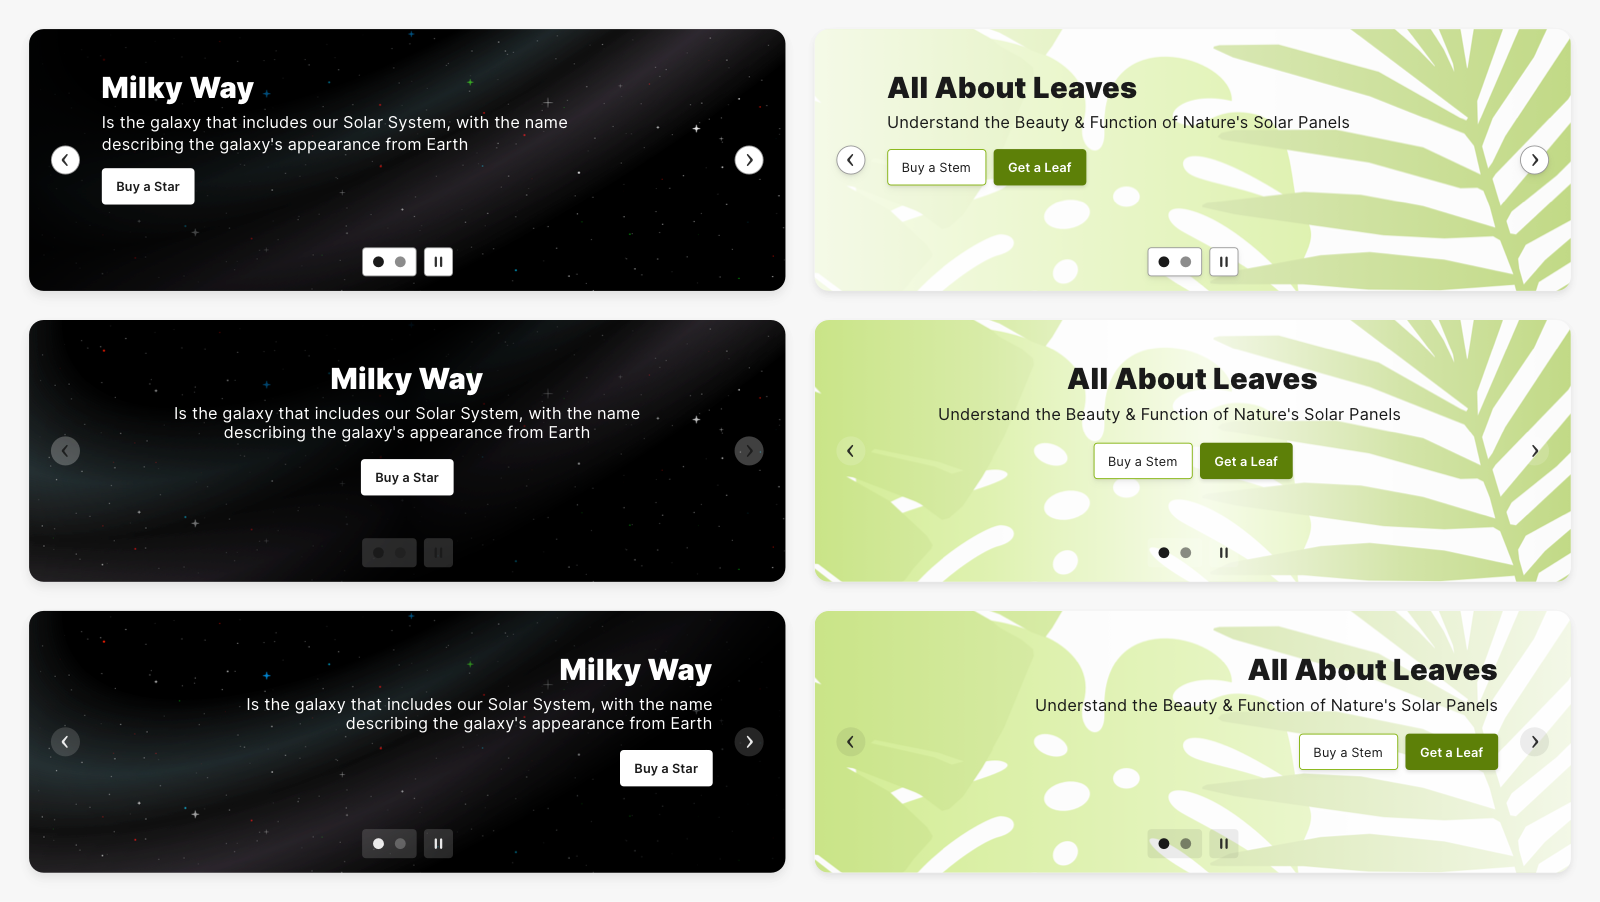 Milky Way
Is the galaxy that includes our Solar System, with the name
describing the galaxy's appearance from Earth
Buy a Star
All About Leaves
Understand the Beauty & Function of Nature's Solar Panels
Buy a Stem
Get a Leaf
Milky Way
Is the galaxy that includes our Solar System, with the name
describing the galaxy's appearance from Earth
Buy a Star
All About Leaves
Understand the Beauty & Function of Nature's Solar Panels
Buy a Stem
Get a Leaf
Milky Way
Is the galaxy that includes our Solar System, with the name
describing the galaxy's appearance from Earth
Buy a Star
All About Leaves
Understand the Beauty & Function of Nature's Solar Panels
Buy a Stem
Get a Leaf